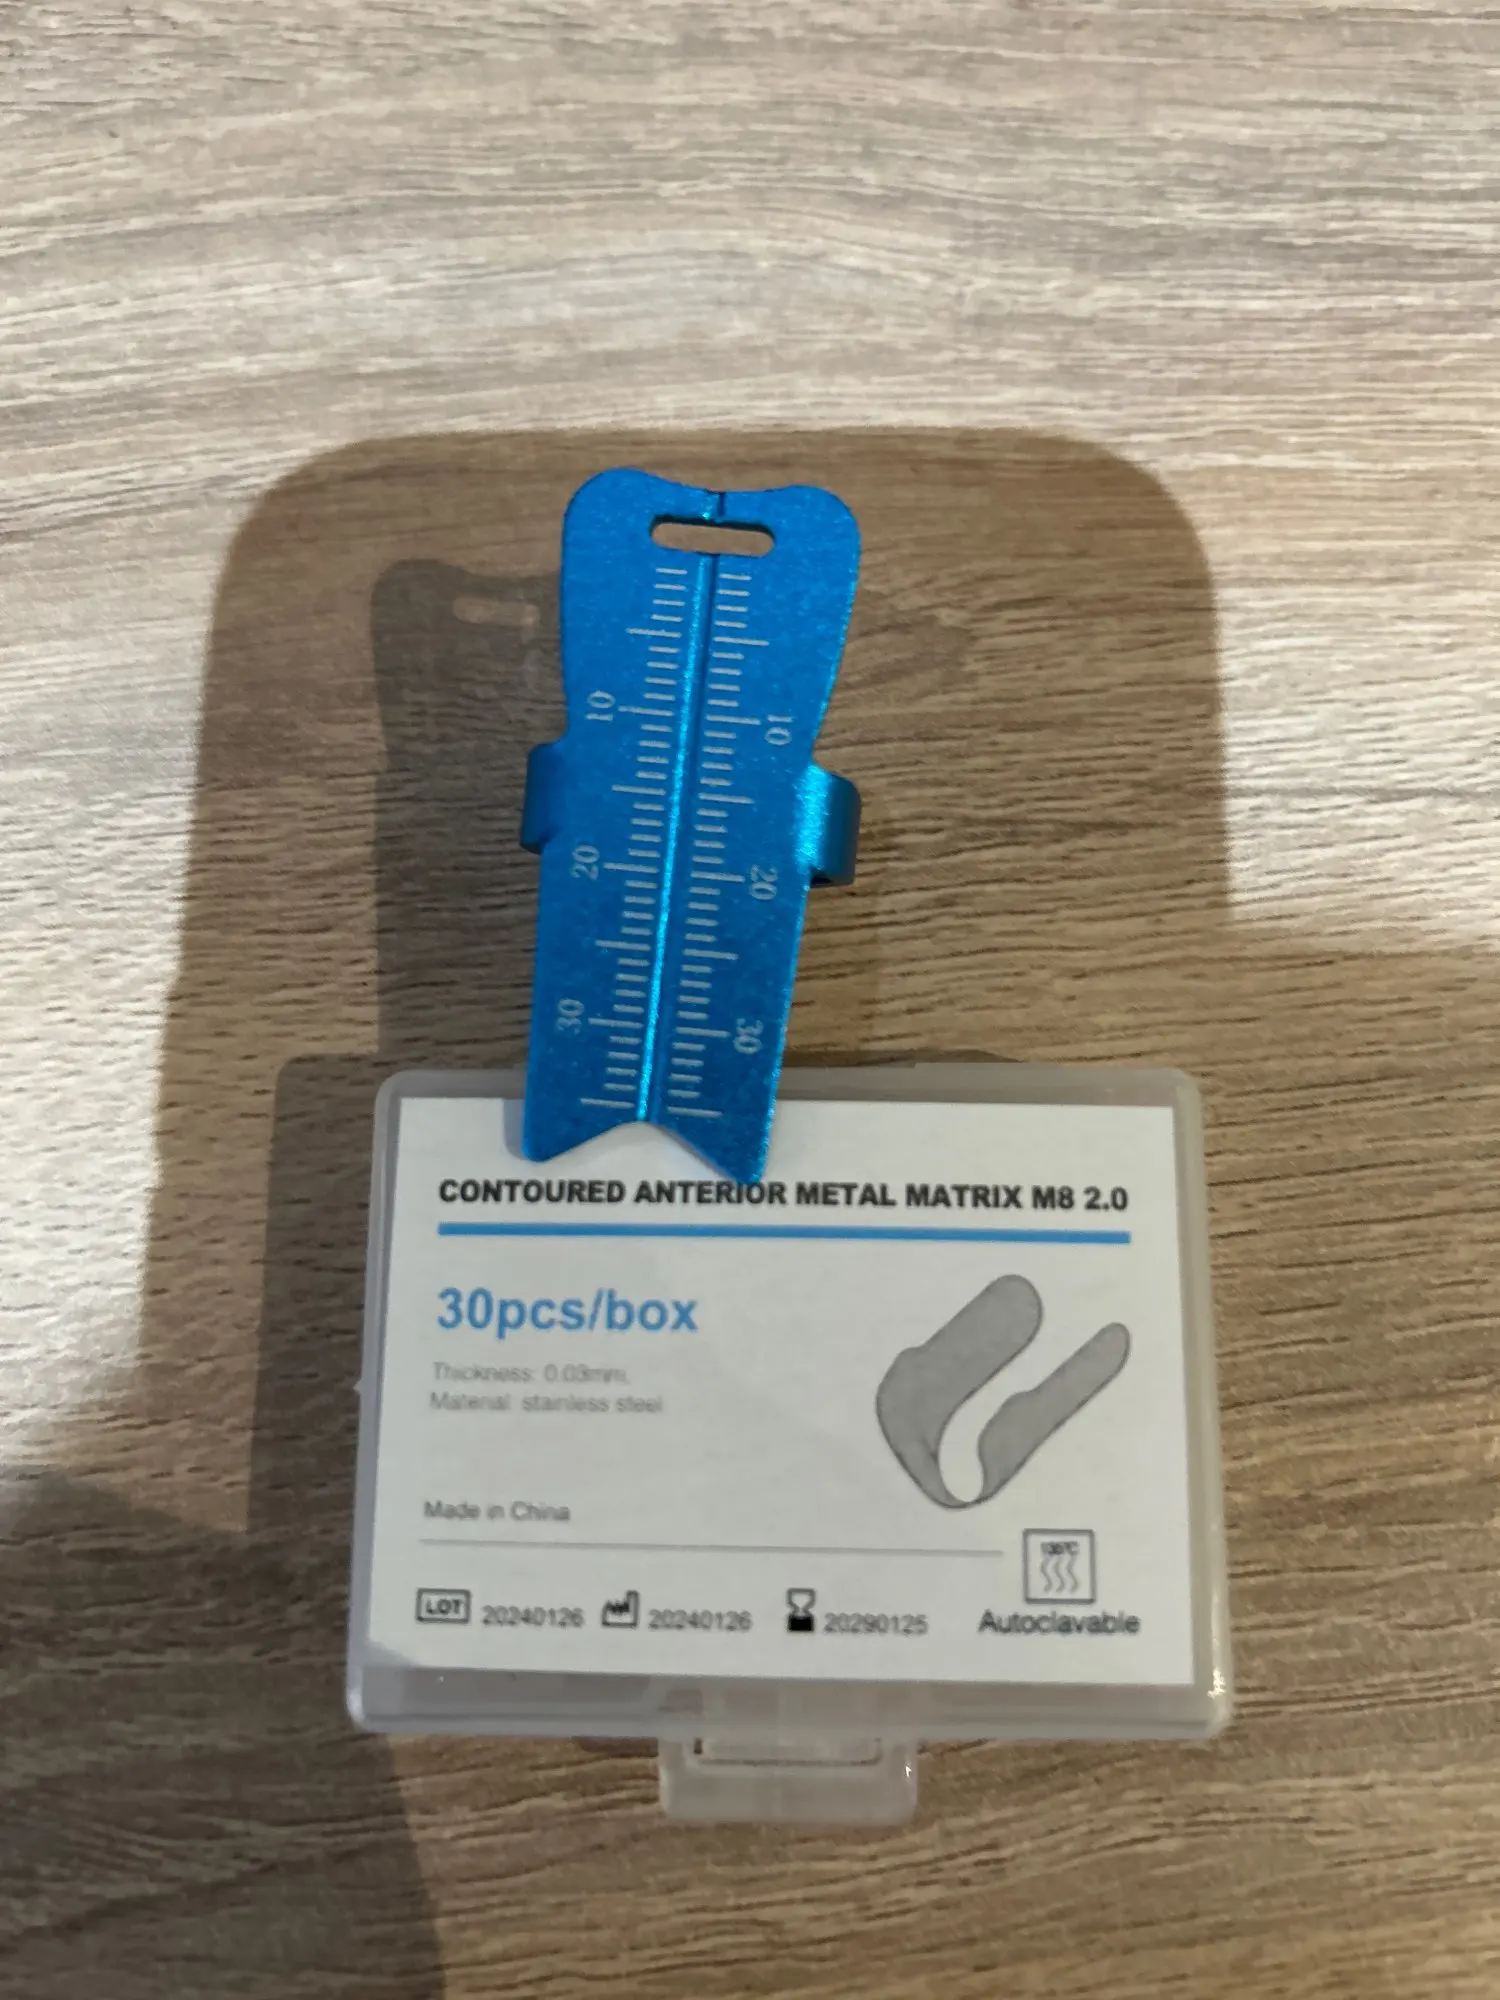 10 10
20 20
30 30
CONTOURED ANTERIOR METAL MATRIX M8 2.0
30pcs/box
Thickness: 0.03mm,
Material: stainless steel
Made in China
LOT 20240126 20240126 20290125
Autoclavable